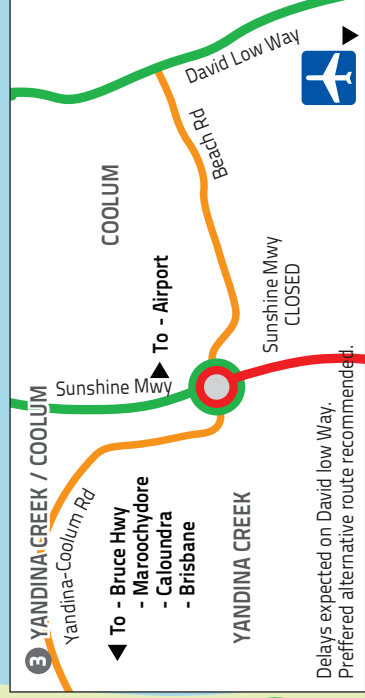 3 YANDINA CREEK / COOLUM
Yandina-Coolum Rd
Sunshine Mwy
◀ To - Bruce Hwy
- Maroochydore
- Caloundra
- Brisbane
▶ To - Airport
COOLUM
David Low Way
Beach Rd
YANDINA CREEK
Sunshine Mwy
CLOSED
Delays expected on David low Way.
Preffered alternative route recommended.